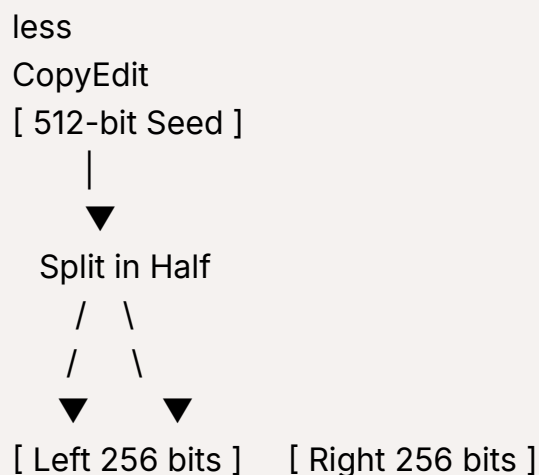 less
CopyEdit
[ 512-bit Seed ]
|
▼
Split in Half
/ \
/ \
▼ ▼
[ Left 256 bits ] [ Right 256 bits ]